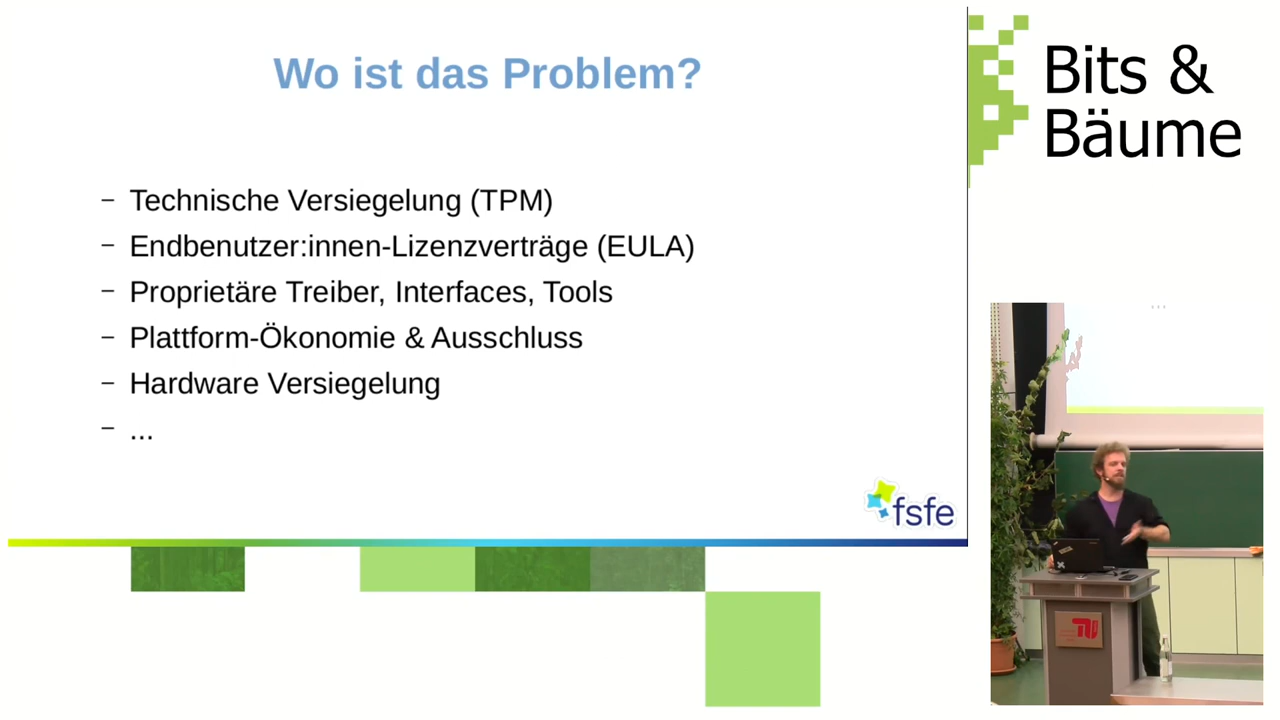 Wo ist das Problem?
– Technische Versiegelung (TPM)
– Endbenutzer:innen-Lizenzverträge (EULA)
– Proprietäre Treiber, Interfaces, Tools
– Plattform-Ökonomie & Ausschluss
– Hardware Versiegelung
– ...
fsfe
Bits &
Bäume
...